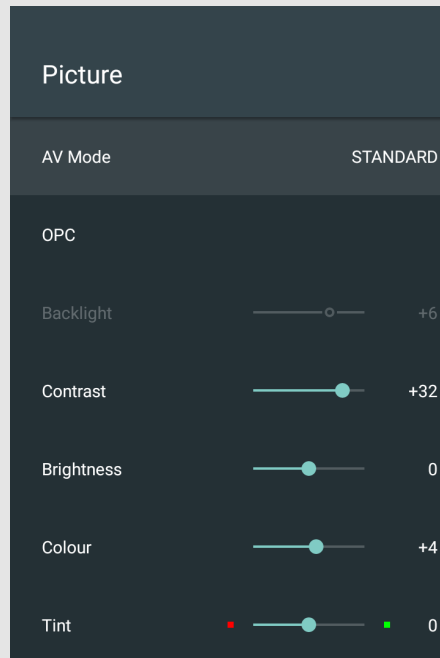 Picture
AV Mode STANDARD
OPC
Backlight +6
Contrast +32
Brightness 0
Colour +4
Tint 0